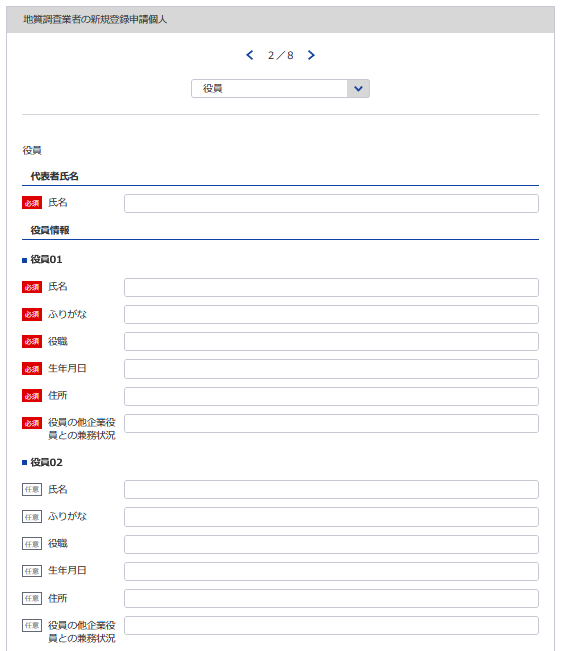 地質調査業者の新規登録申請個人
2／8
役員
役員
代表者氏名
必須 氏名
役員情報
役員01
必須 氏名
必須 ふりがな
必須 役職
必須 生年月日
必須 住所
必須 役員の他企業役
員との兼務状況
役員02
任意 氏名
任意 ふりがな
任意 役職
任意 生年月日
任意 住所
任意 役員の他企業役
員との兼務状況